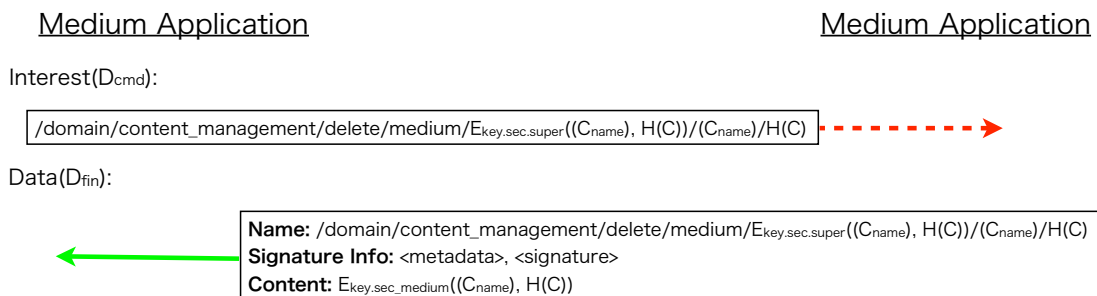 Medium Application Medium Application
Interest(Dcmd):
/domain/content_management/delete/medium/Ekey.sec.super((Cname), H(C))/(Cname)/H(C)
Data(Dfin):
Name: /domain/content_management/delete/medium/Ekey.sec.super((Cname), H(C))/(Cname)/H(C)
Signature Info: <metadata>, <signature>
Content: Ekey.sec_medium((Cname), H(C))